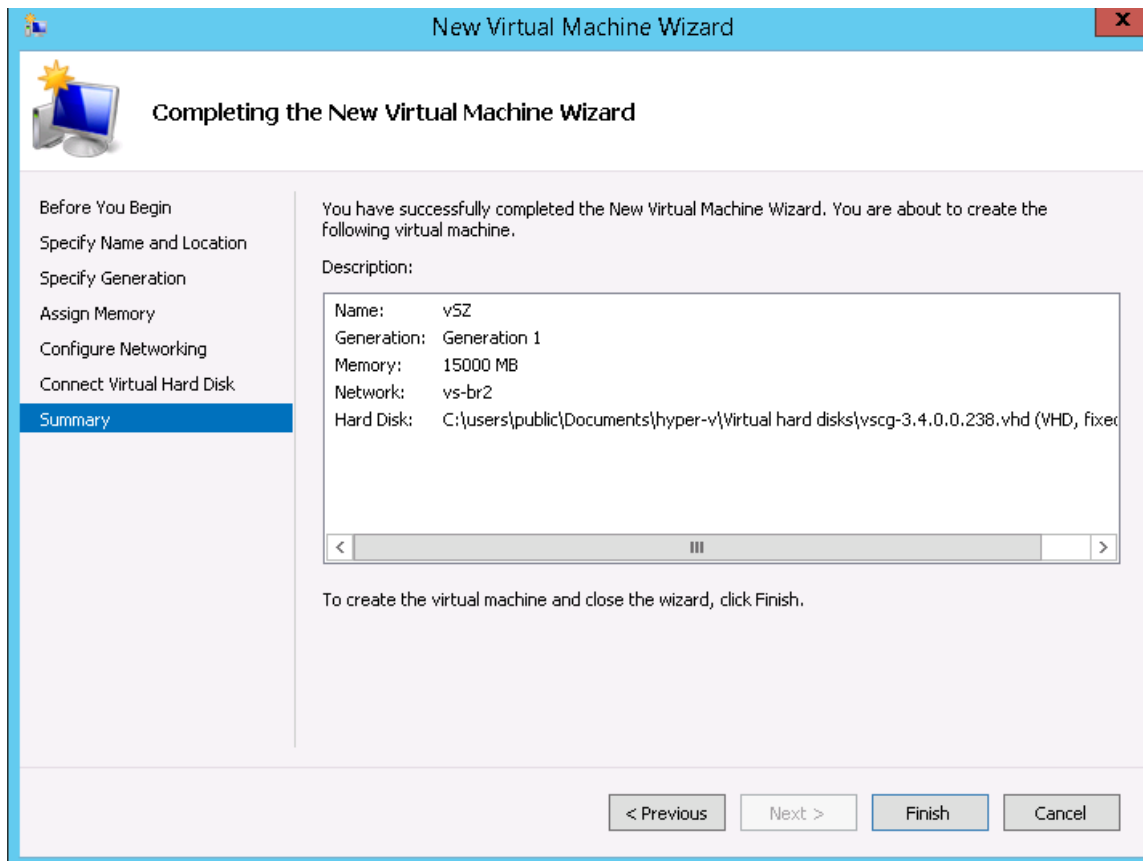 New Virtual Machine Wizard
x
Completing the New Virtual Machine Wizard
Before You Begin
Specify Name and Location
Specify Generation
Assign Memory
Configure Networking
Connect Virtual Hard Disk
Summary
You have successfully completed the New Virtual Machine Wizard. You are about to create the
following virtual machine.
Description:
Name: vSZ
Generation: Generation 1
Memory: 15000 MB
Network: vs-br2
Hard Disk: C:\users\public\Documents\hyper-v\Virtual hard disks\vscg-3.4.0.0.238.vhd (VHD, fixed
To create the virtual machine and close the wizard, click Finish.
< Previous
Next >
Finish
Cancel